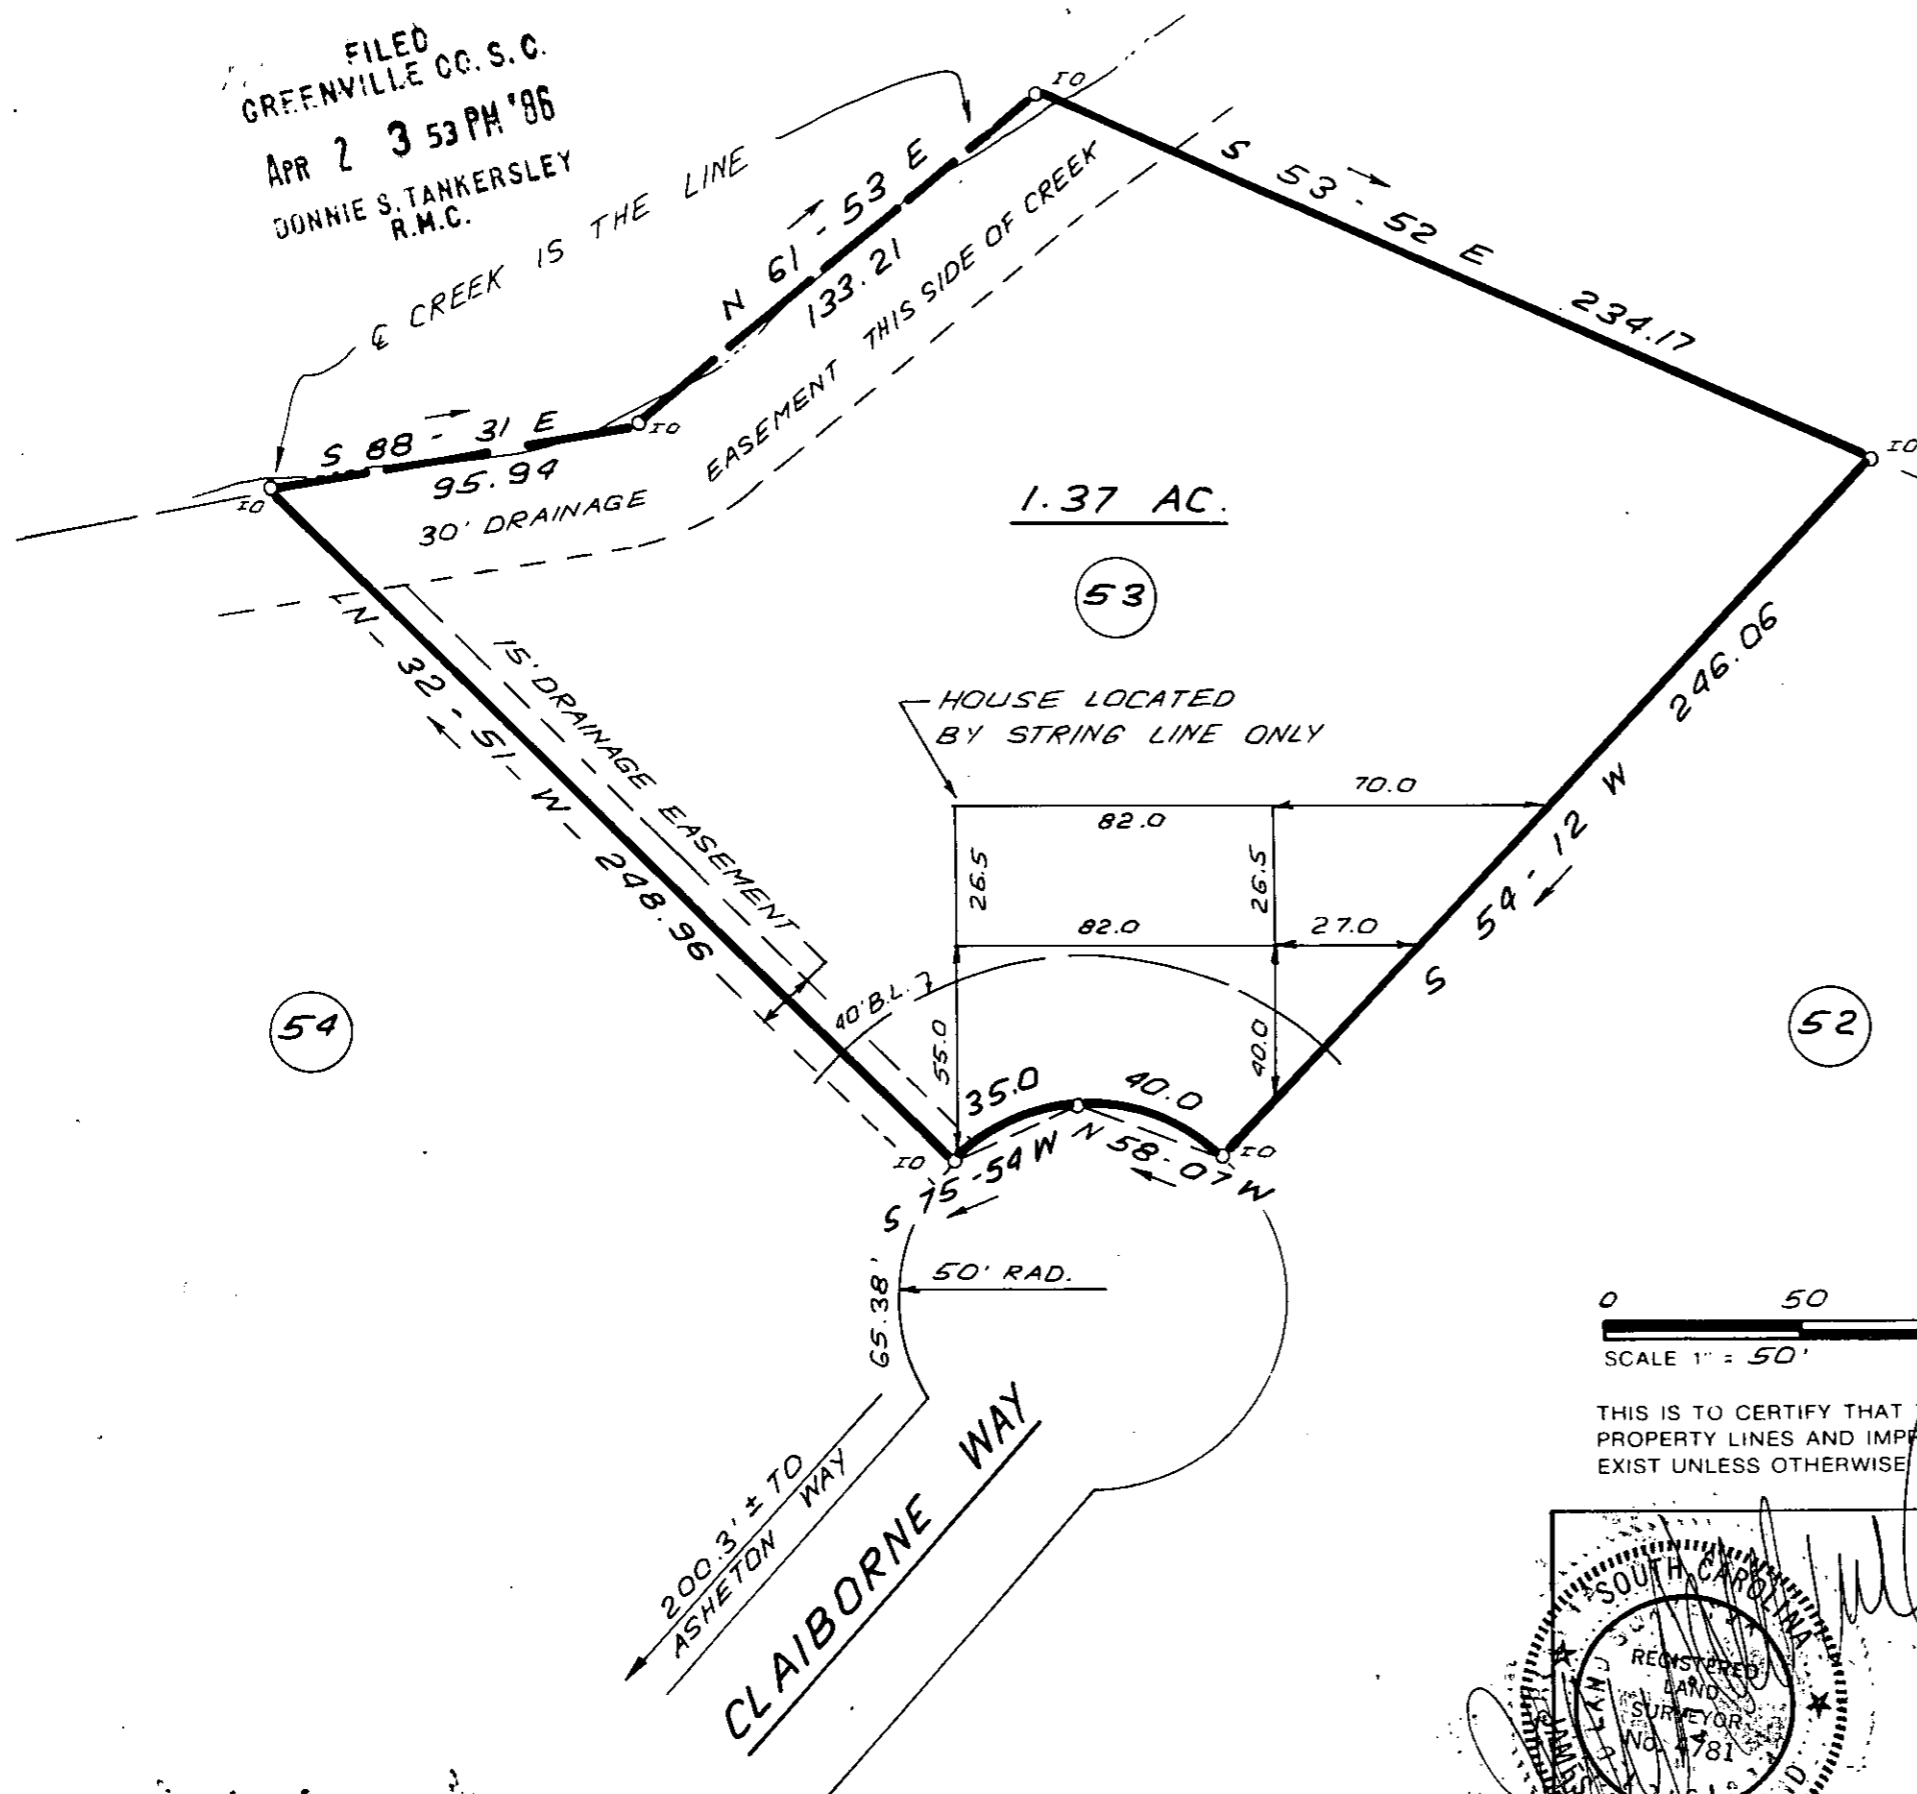 FILED
GREENVILLE CO. S. C.
APR 2 3 53 PM '86
DONNIE S. TANKERSLEY
R.M.C.
℄ CREEK IS THE LINE
IO
N 61 - 53 E
133.21
S 53 - 52 E
234.17
IO
S 88 - 31 E
95.94
IO
IO
30' DRAINAGE EASEMENT THIS SIDE OF CREEK
1.37 AC.
53
N - 32 - 51 - W - 248.96
15' DRAINAGE EASEMENT
HOUSE LOCATED
BY STRING LINE ONLY
246.06
S 54 - 12 W
82.0
70.0
26.5
26.5
82.0
27.0
40' B.L.
55.0
40.0
54
52
35.0
40.0
IO
IO
S 75 - 54 W
N 58 - 07 W
50' RAD.
65.38'
0 50
SCALE 1" = 50'
200.3' ± TO
ASHETON WAY
CLAIBORNE WAY
THIS IS TO CERTIFY THAT
PROPERTY LINES AND
EXIST UNLESS OTHERWISE
SOUTH CAROLINA
REGISTERED
LAND
SURVEYOR
No.